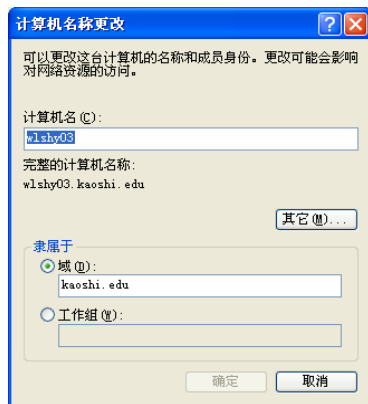 计算机名称更改
可以更改这台计算机的名称和成员身份。更改可能会影响
对网络资源的访问。
计算机名(C):
wlshy03
完整的计算机名称:
wlshy03.kaoshi.edu
其它(M)...
隶属于
域(D):
kaoshi.edu
工作组(W):
确定
取消